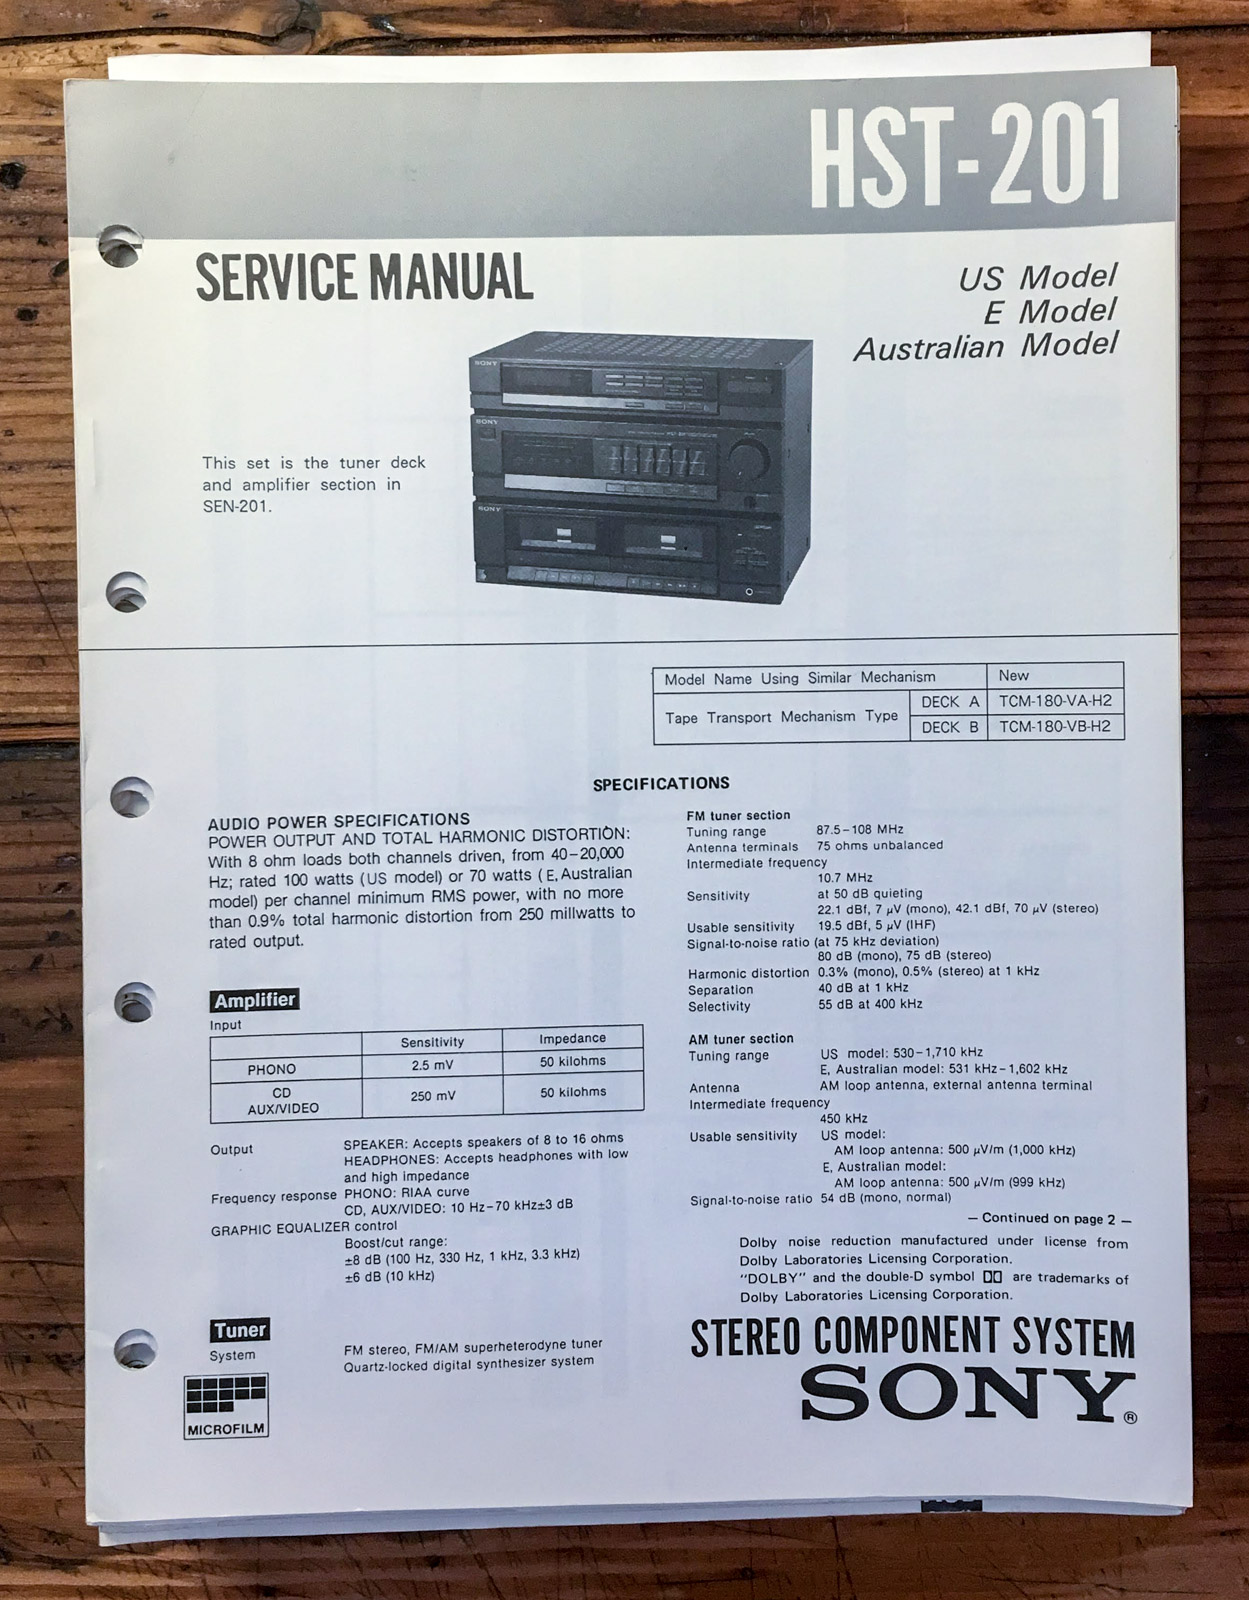 HST-201
SERVICE MANUAL
US Model
E Model
Australian Model
SONY
SONY
SONY
This set is the tuner deck
and amplifier section in
SEN-201.
Model Name Using Similar Mechanism New
Tape Transport Mechanism Type DECK A TCM-180-VA-H2
DECK B TCM-180-VB-H2
SPECIFICATIONS
AUDIO POWER SPECIFICATIONS
POWER OUTPUT AND TOTAL HARMONIC DISTORTION:
With 8 ohm loads both channels driven, from 40–20,000
Hz; rated 100 watts (US model) or 70 watts (E, Australian
model) per channel minimum RMS power, with no more
than 0.9% total harmonic distortion from 250 millwatts to
rated output.
Amplifier
Input
Sensitivity Impedance
PHONO 2.5 mV 50 kilohms
CD
AUX/VIDEO 250 mV 50 kilohms
Output SPEAKER: Accepts speakers of 8 to 16 ohms
HEADPHONES: Accepts headphones with low
and high impedance
Frequency response PHONO: RIAA curve
CD, AUX/VIDEO: 10 Hz–70 kHz±3 dB
GRAPHIC EQUALIZER control
Boost/cut range:
±8 dB (100 Hz, 330 Hz, 1 kHz, 3.3 kHz)
±6 dB (10 kHz)
Tuner
System FM stereo, FM/AM superheterodyne tuner
Quartz-locked digital synthesizer system
MICROFILM
FM tuner section
Tuning range 87.5–108 MHz
Antenna terminals 75 ohms unbalanced
Intermediate frequency
10.7 MHz
Sensitivity at 50 dB quieting
22.1 dBf, 7 µV (mono), 42.1 dBf, 70 µV (stereo)
Usable sensitivity 19.5 dBf, 5 µV (IHF)
Signal-to-noise ratio (at 75 kHz deviation)
80 dB (mono), 75 dB (stereo)
Harmonic distortion 0.3% (mono), 0.5% (stereo) at 1 kHz
Separation 40 dB at 1 kHz
Selectivity 55 dB at 400 kHz
AM tuner section
Tuning range US model: 530–1,710 kHz
E, Australian model: 531 kHz–1,602 kHz
Antenna AM loop antenna, external antenna terminal
Intermediate frequency
450 kHz
Usable sensitivity US model:
AM loop antenna: 500 µV/m (1,000 kHz)
E, Australian model:
AM loop antenna: 500 µV/m (999 kHz)
Signal-to-noise ratio 54 dB (mono, normal)
— Continued on page 2 —
Dolby noise reduction manufactured under license from
Dolby Laboratories Licensing Corporation.
"DOLBY" and the double-D symbol are trademarks of
Dolby Laboratories Licensing Corporation.
STEREO COMPONENT SYSTEM
SONY®